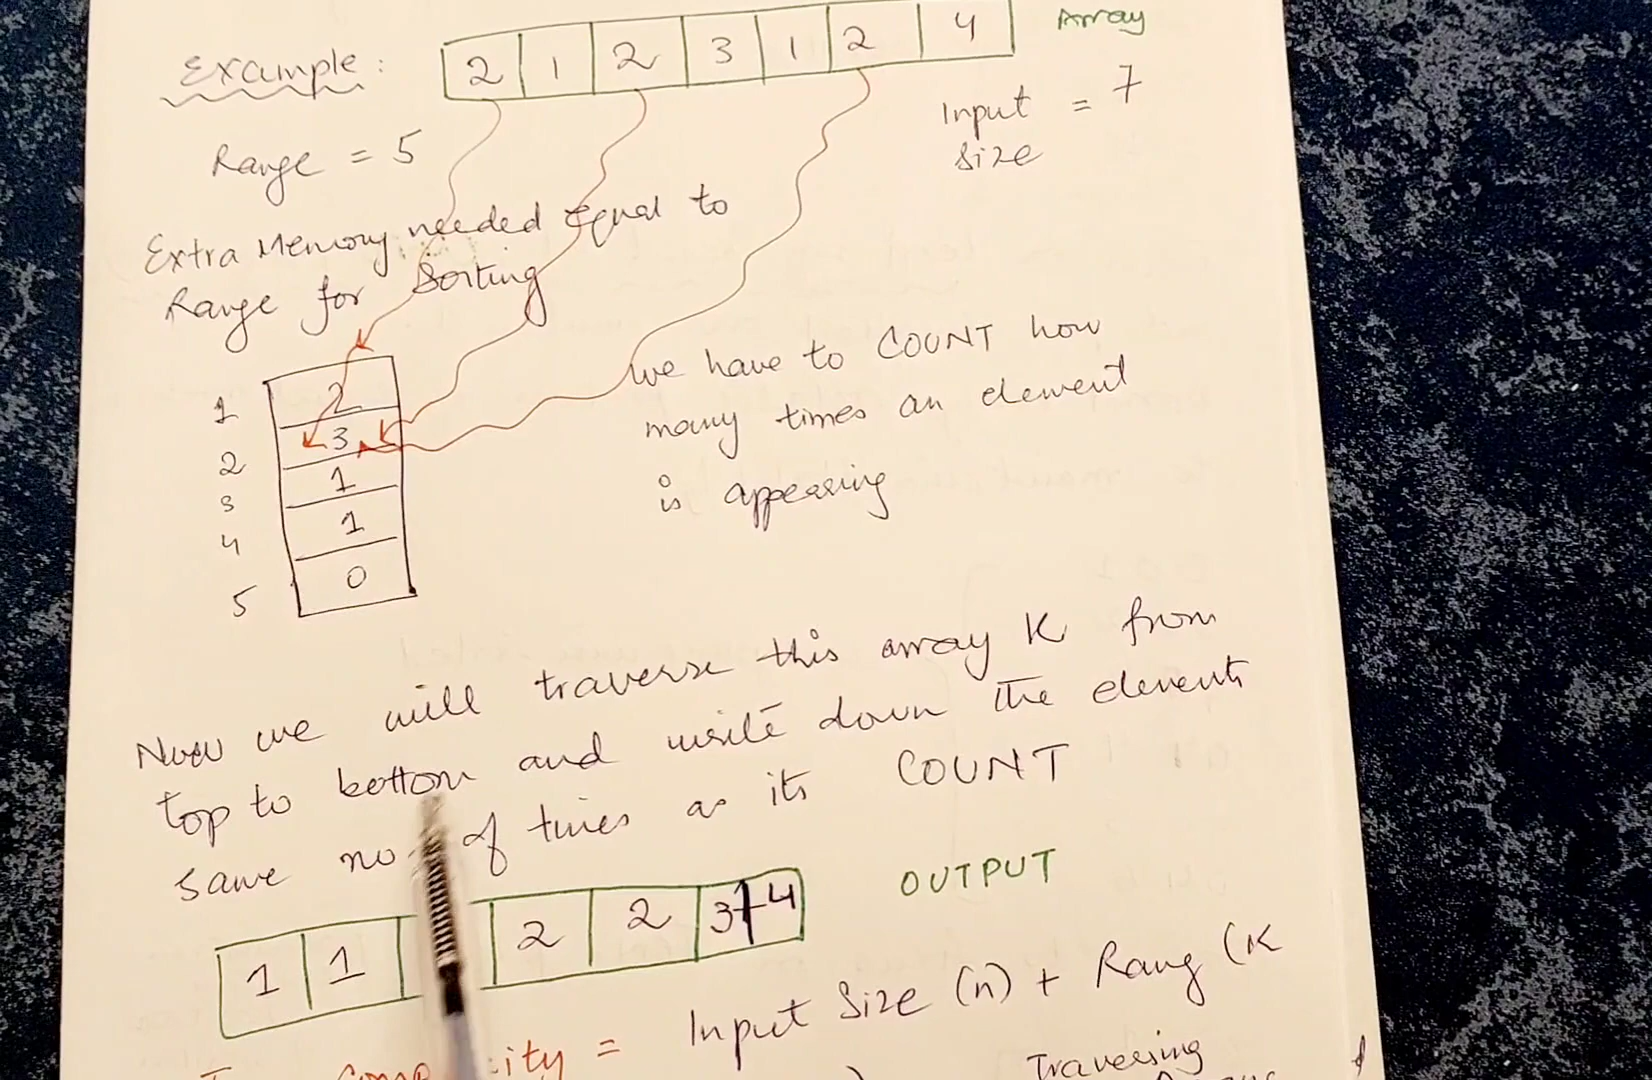 Example:
2 1 2 3 1 2 4
Array
Range = 5
Input = 7
Size
Extra Memory needed Equal to
Range for Sorting
1 2
2 3
3 1
4 1
5 0
We have to COUNT how
many times an element
is appearing
Now we will traverse this array K from
top to bottom and write down the elements
same no. of times as its COUNT
1 1 2 2 3 4
OUTPUT
= Input Size (n) + Rang (K
Traversing